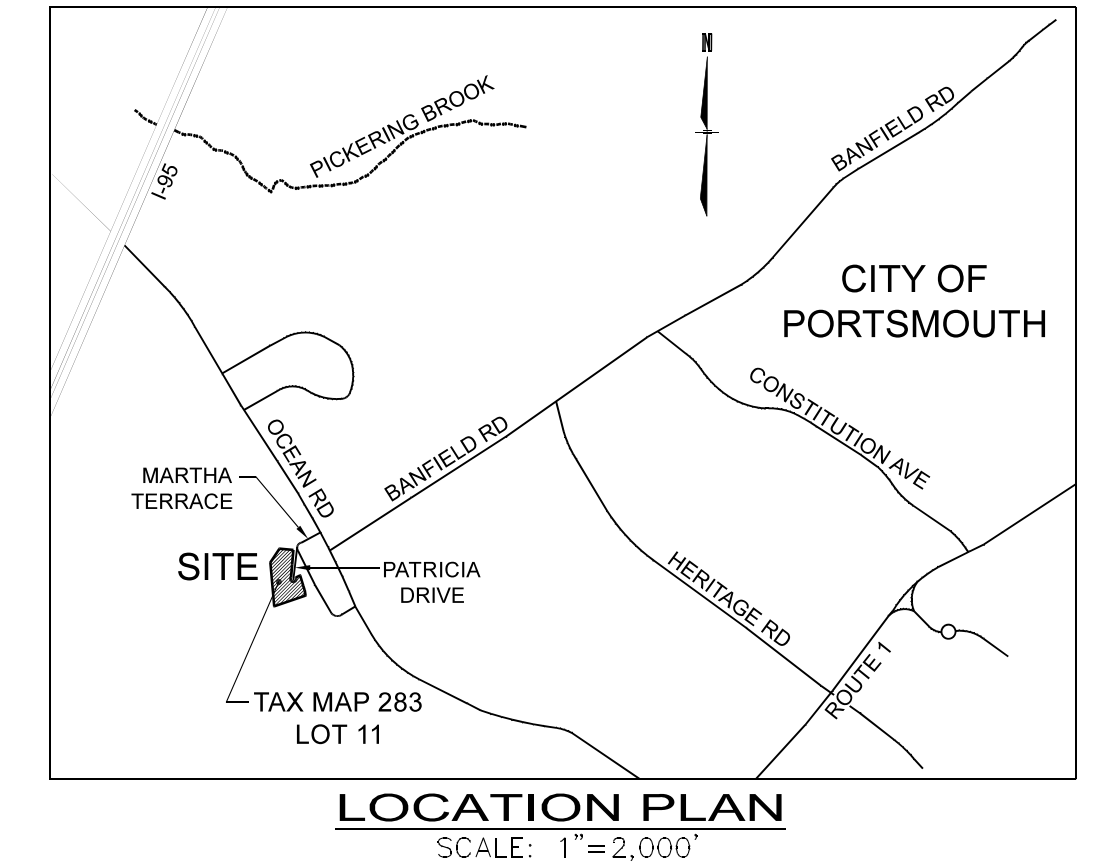 N
BANFIELD RD
PICKERING BROOK
I-95
CITY OF
PORTSMOUTH
CONSTITUTION AVE
OCEAN RD
BANFIELD RD
MARTHA
TERRACE
SITE
PATRICIA
DRIVE
HERITAGE RD
ROUTE 1
TAX MAP 283
LOT 11
LOCATION PLAN
SCALE: 1"=2,000'